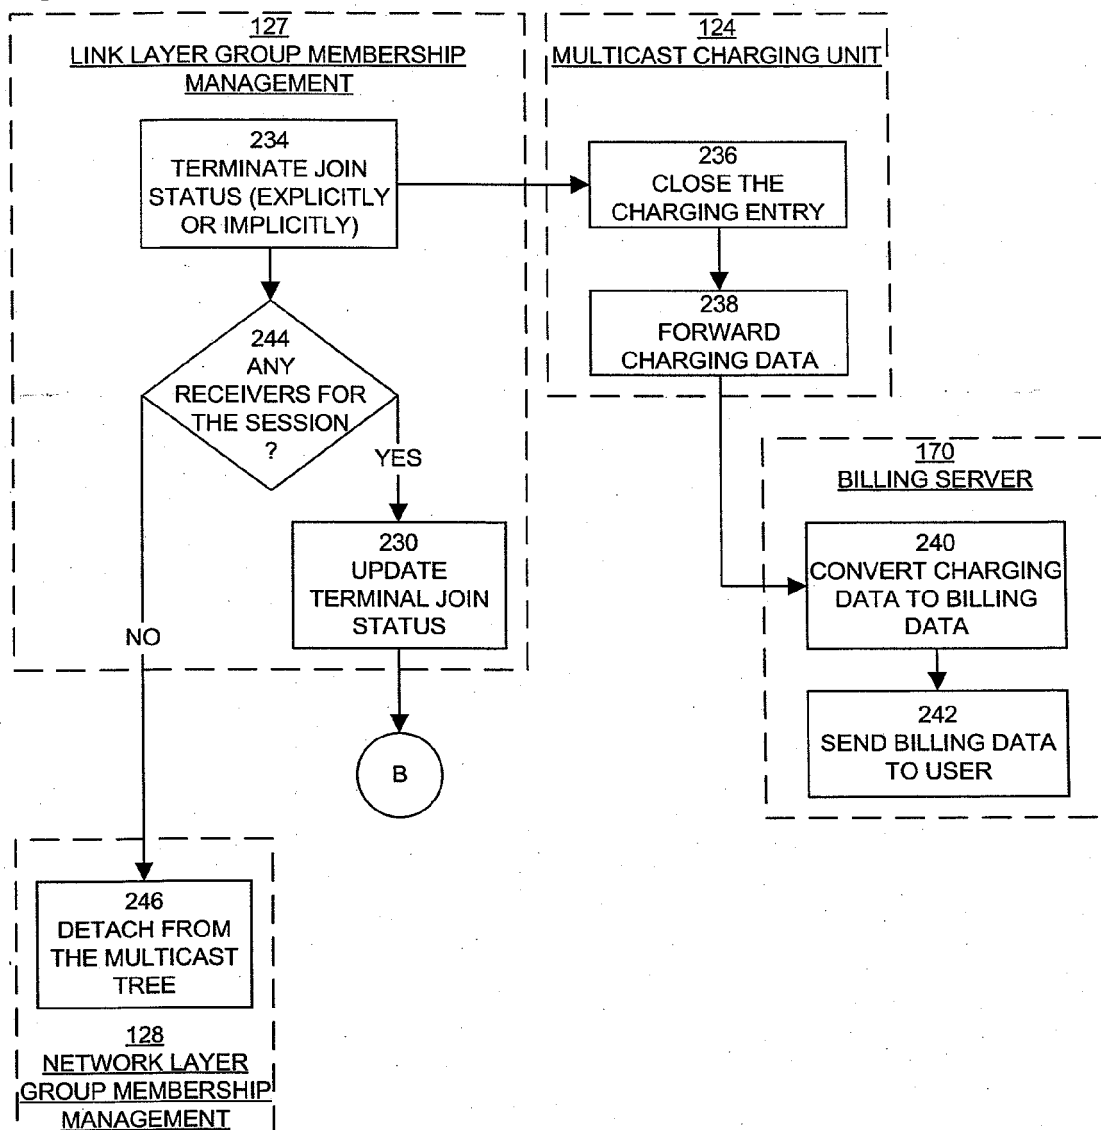 127
LINK LAYER GROUP MEMBERSHIP
MANAGEMENT
234
TERMINATE JOIN
STATUS (EXPLICITLY
OR IMPLICITLY)
244
ANY
RECEIVERS FOR
THE SESSION
?
YES
NO
230
UPDATE
TERMINAL JOIN
STATUS
B
124
MULTICAST CHARGING UNIT
236
CLOSE THE
CHARGING ENTRY
238
FORWARD
CHARGING DATA
170
BILLING SERVER
240
CONVERT CHARGING
DATA TO BILLING
DATA
242
SEND BILLING DATA
TO USER
246
DETACH FROM
THE MULTICAST
TREE
128
NETWORK LAYER
GROUP MEMBERSHIP
MANAGEMENT